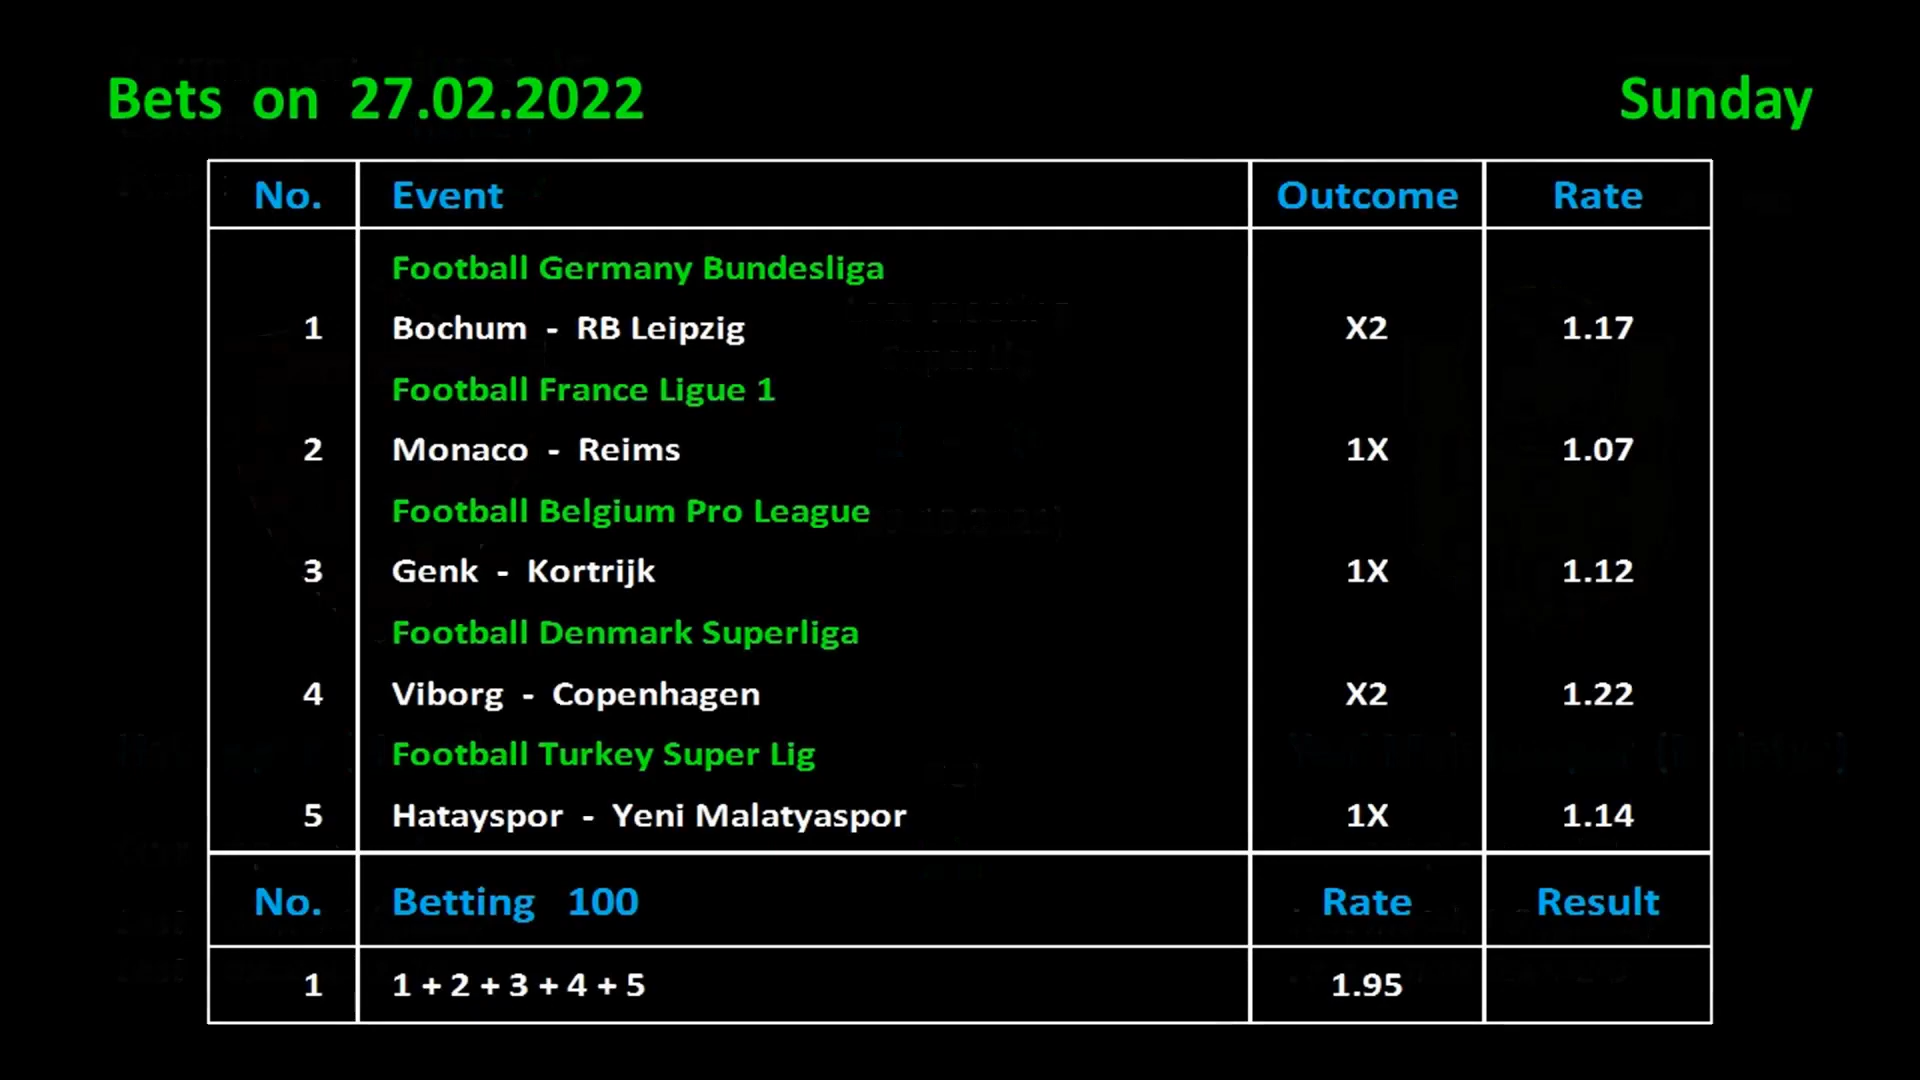 Bets on 27.02.2022 Sunday
No. Event Outcome Rate
Football Germany Bundesliga
1 Bochum - RB Leipzig X2 1.17
Football France Ligue 1
2 Monaco - Reims 1X 1.07
Football Belgium Pro League
3 Genk - Kortrijk 1X 1.12
Football Denmark Superliga
4 Viborg - Copenhagen X2 1.22
Football Turkey Super Lig
5 Hatayspor - Yeni Malatyaspor 1X 1.14
No. Betting 100 Rate Result
1 1 + 2 + 3 + 4 + 5 1.95